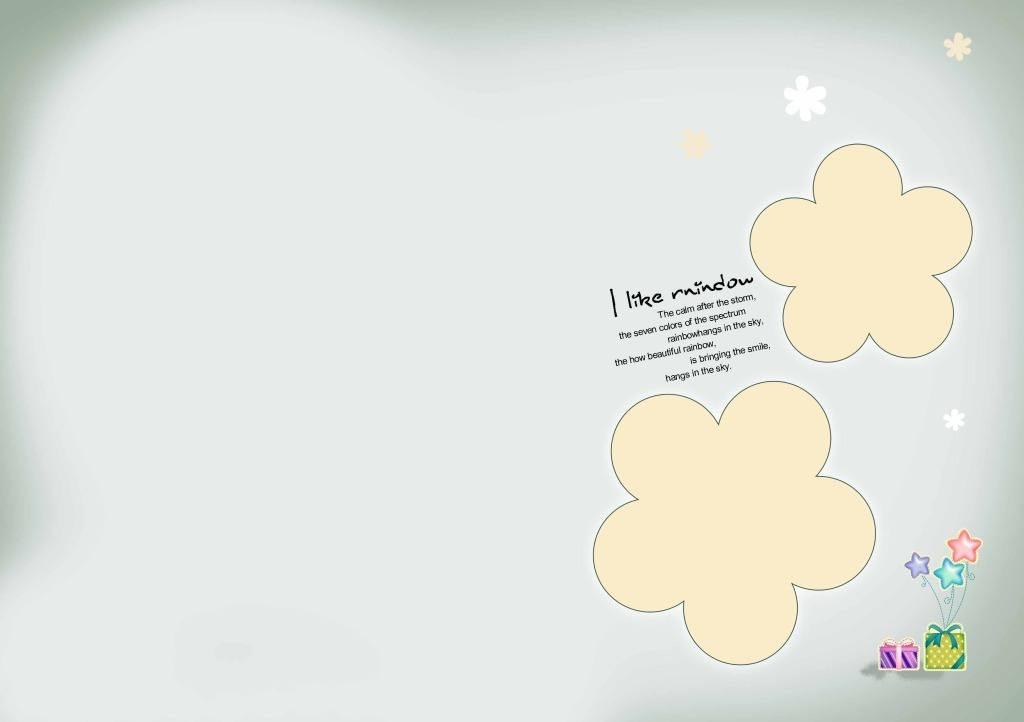 I like rnindow
The calm after the storm,
the seven colors of the spectrum
rainbowhangs in the sky,
the how beautiful rainbow,
is bringing the smile,
hangs in the sky.